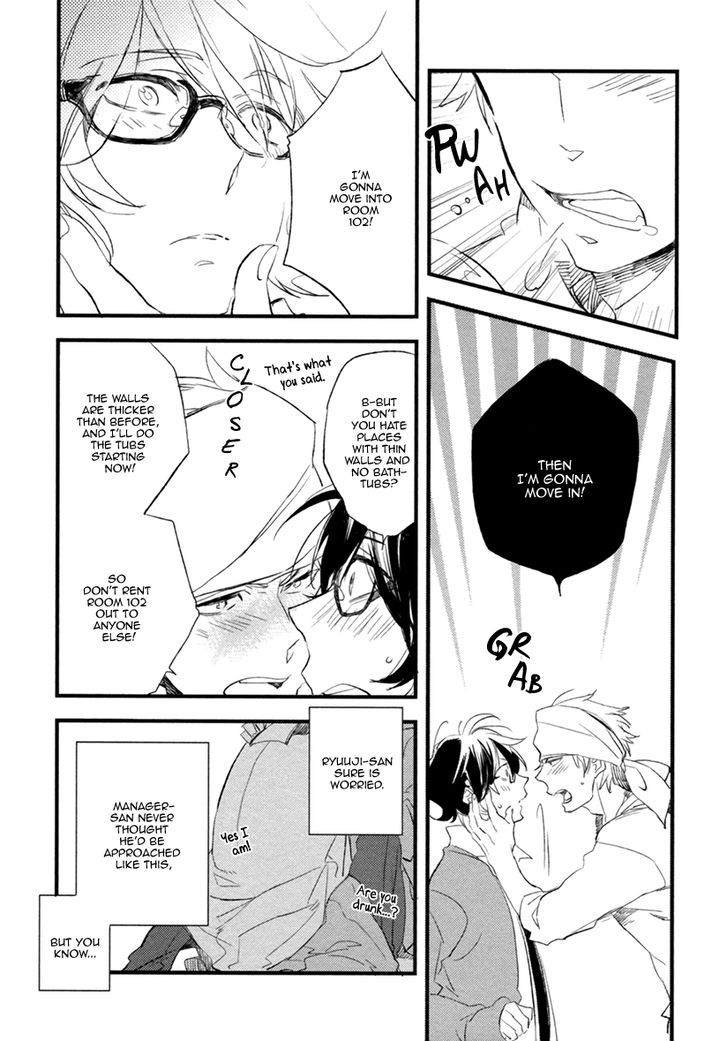 PW
AH
THEN
I'M GONNA
MOVE IN!
GR
AB
I'M
GONNA
MOVE INTO
ROOM
102!
B-BUT
DON'T
YOU HATE
PLACES
WITH THIN
WALLS AND
NO BATH-
TUBS?
That's what
you said.
CLOSER
THE WALLS
ARE THICKER
THAN BEFORE,
AND I'LL DO
THE TUBS
STARTING
NOW!
SO
DON'T RENT
ROOM 102
OUT TO
ANYONE
ELSE!
RYUUJI-SAN
SURE IS
WORRIED.
Are you
drunk...?
Yes I
am!
MANAGER-
SAN NEVER
THOUGHT
HE'D BE
APPROACHED
LIKE THIS,
BUT YOU
KNOW...